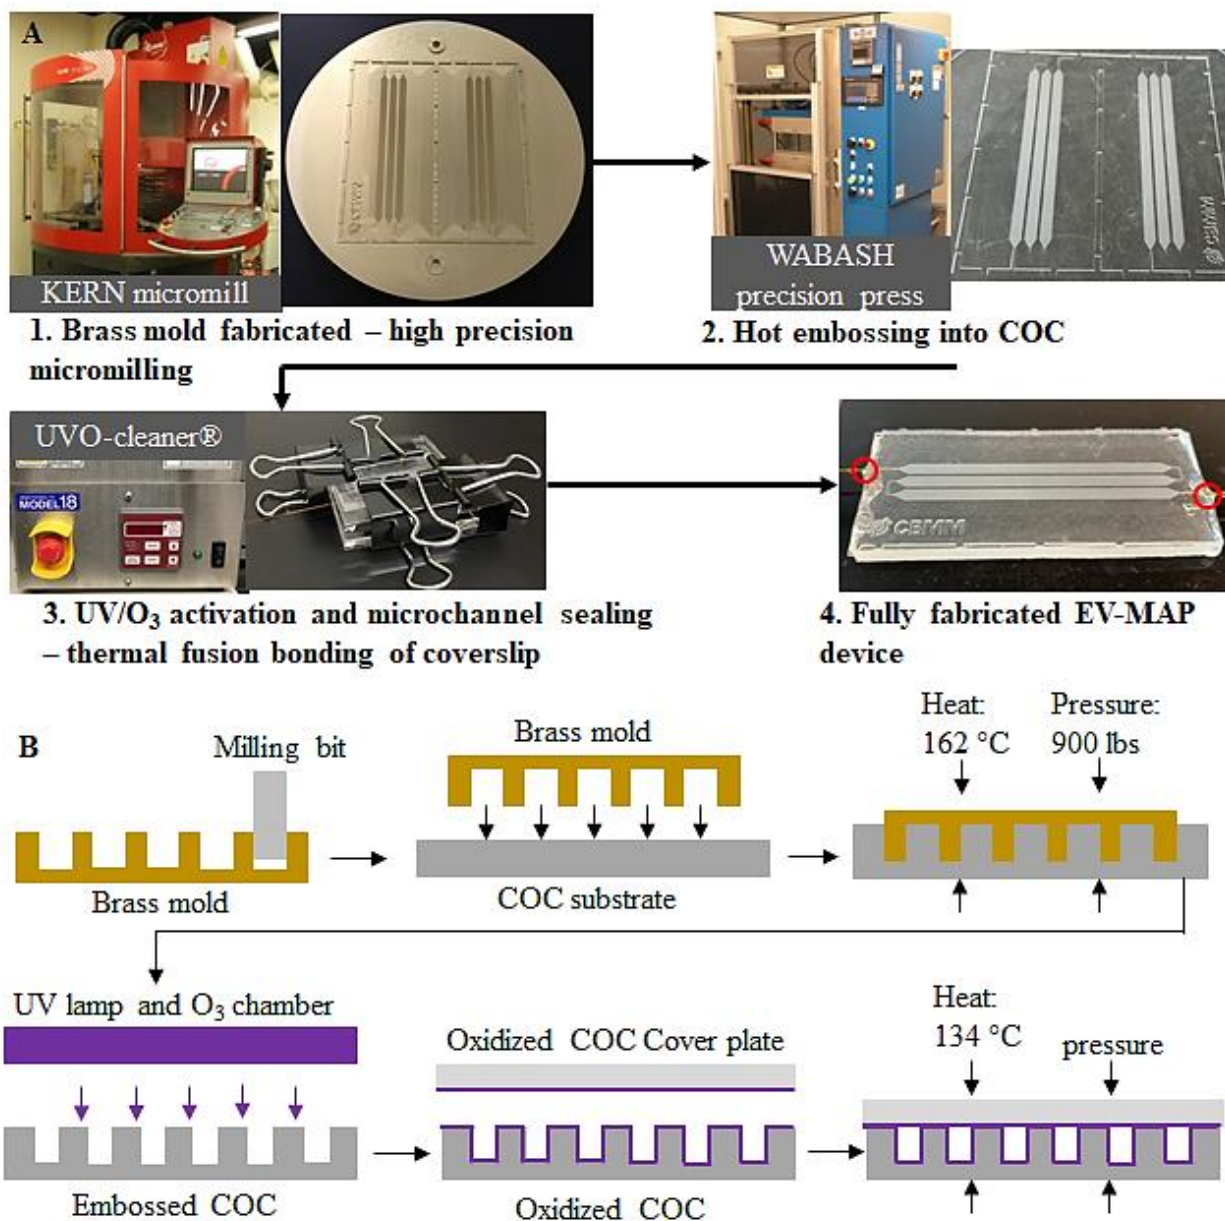 A
KERN micromill
1. Brass mold fabricated – high precision
micromilling
WABASH
precision press
CBMM
2. Hot embossing into COC
UVO-cleaner®
MODEL 18
3. UV/O₃ activation and microchannel sealing
– thermal fusion bonding of coverslip
CBMM
4. Fully fabricated EV-MAP
device
B
Milling bit
Brass mold
Brass mold
COC substrate
Heat:
162 °C
Pressure:
900 lbs
UV lamp and O₃ chamber
Embossed COC
Oxidized COC Cover plate
Oxidized COC
Heat:
134 °C
pressure